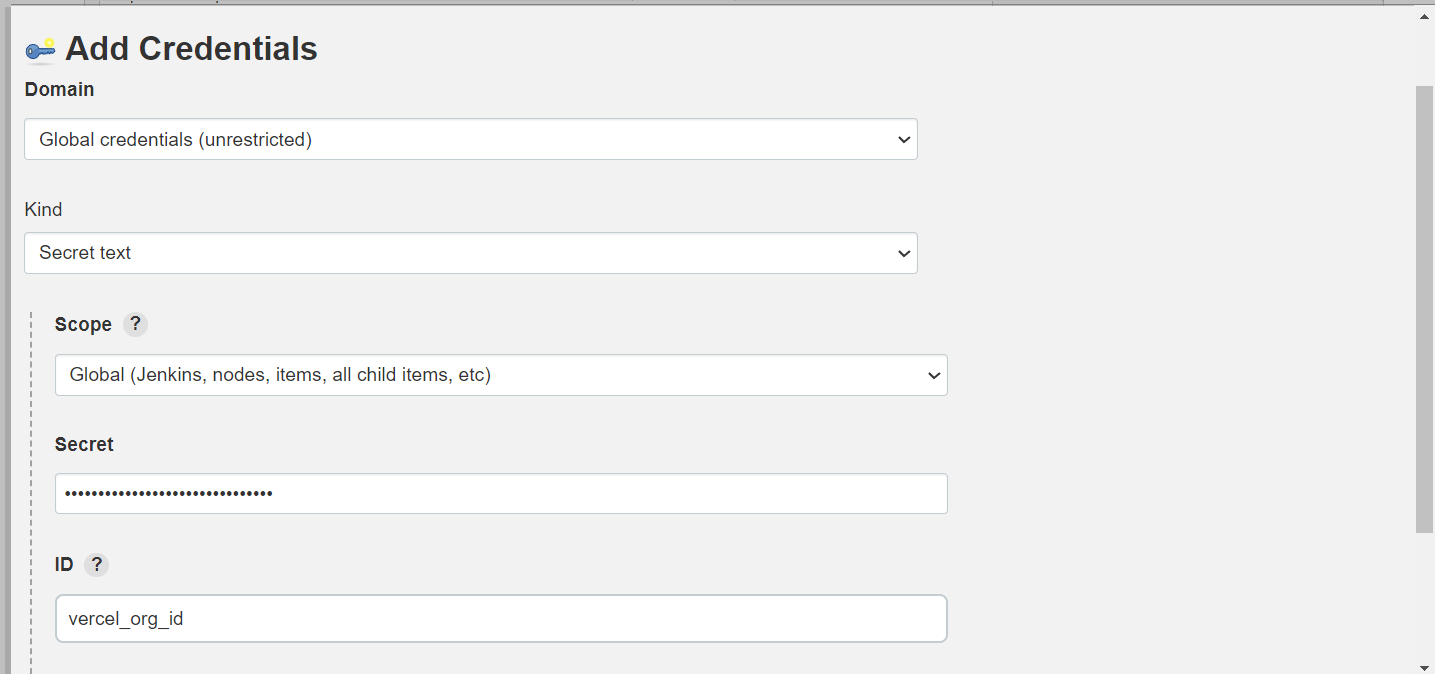 Add Credentials
Domain
Global credentials (unrestricted)
Kind
Secret text
Scope ?
Global (Jenkins, nodes, items, all child items, etc)
Secret
•••••••••••••••••••••••••••••••
ID ?
vercel_org_id